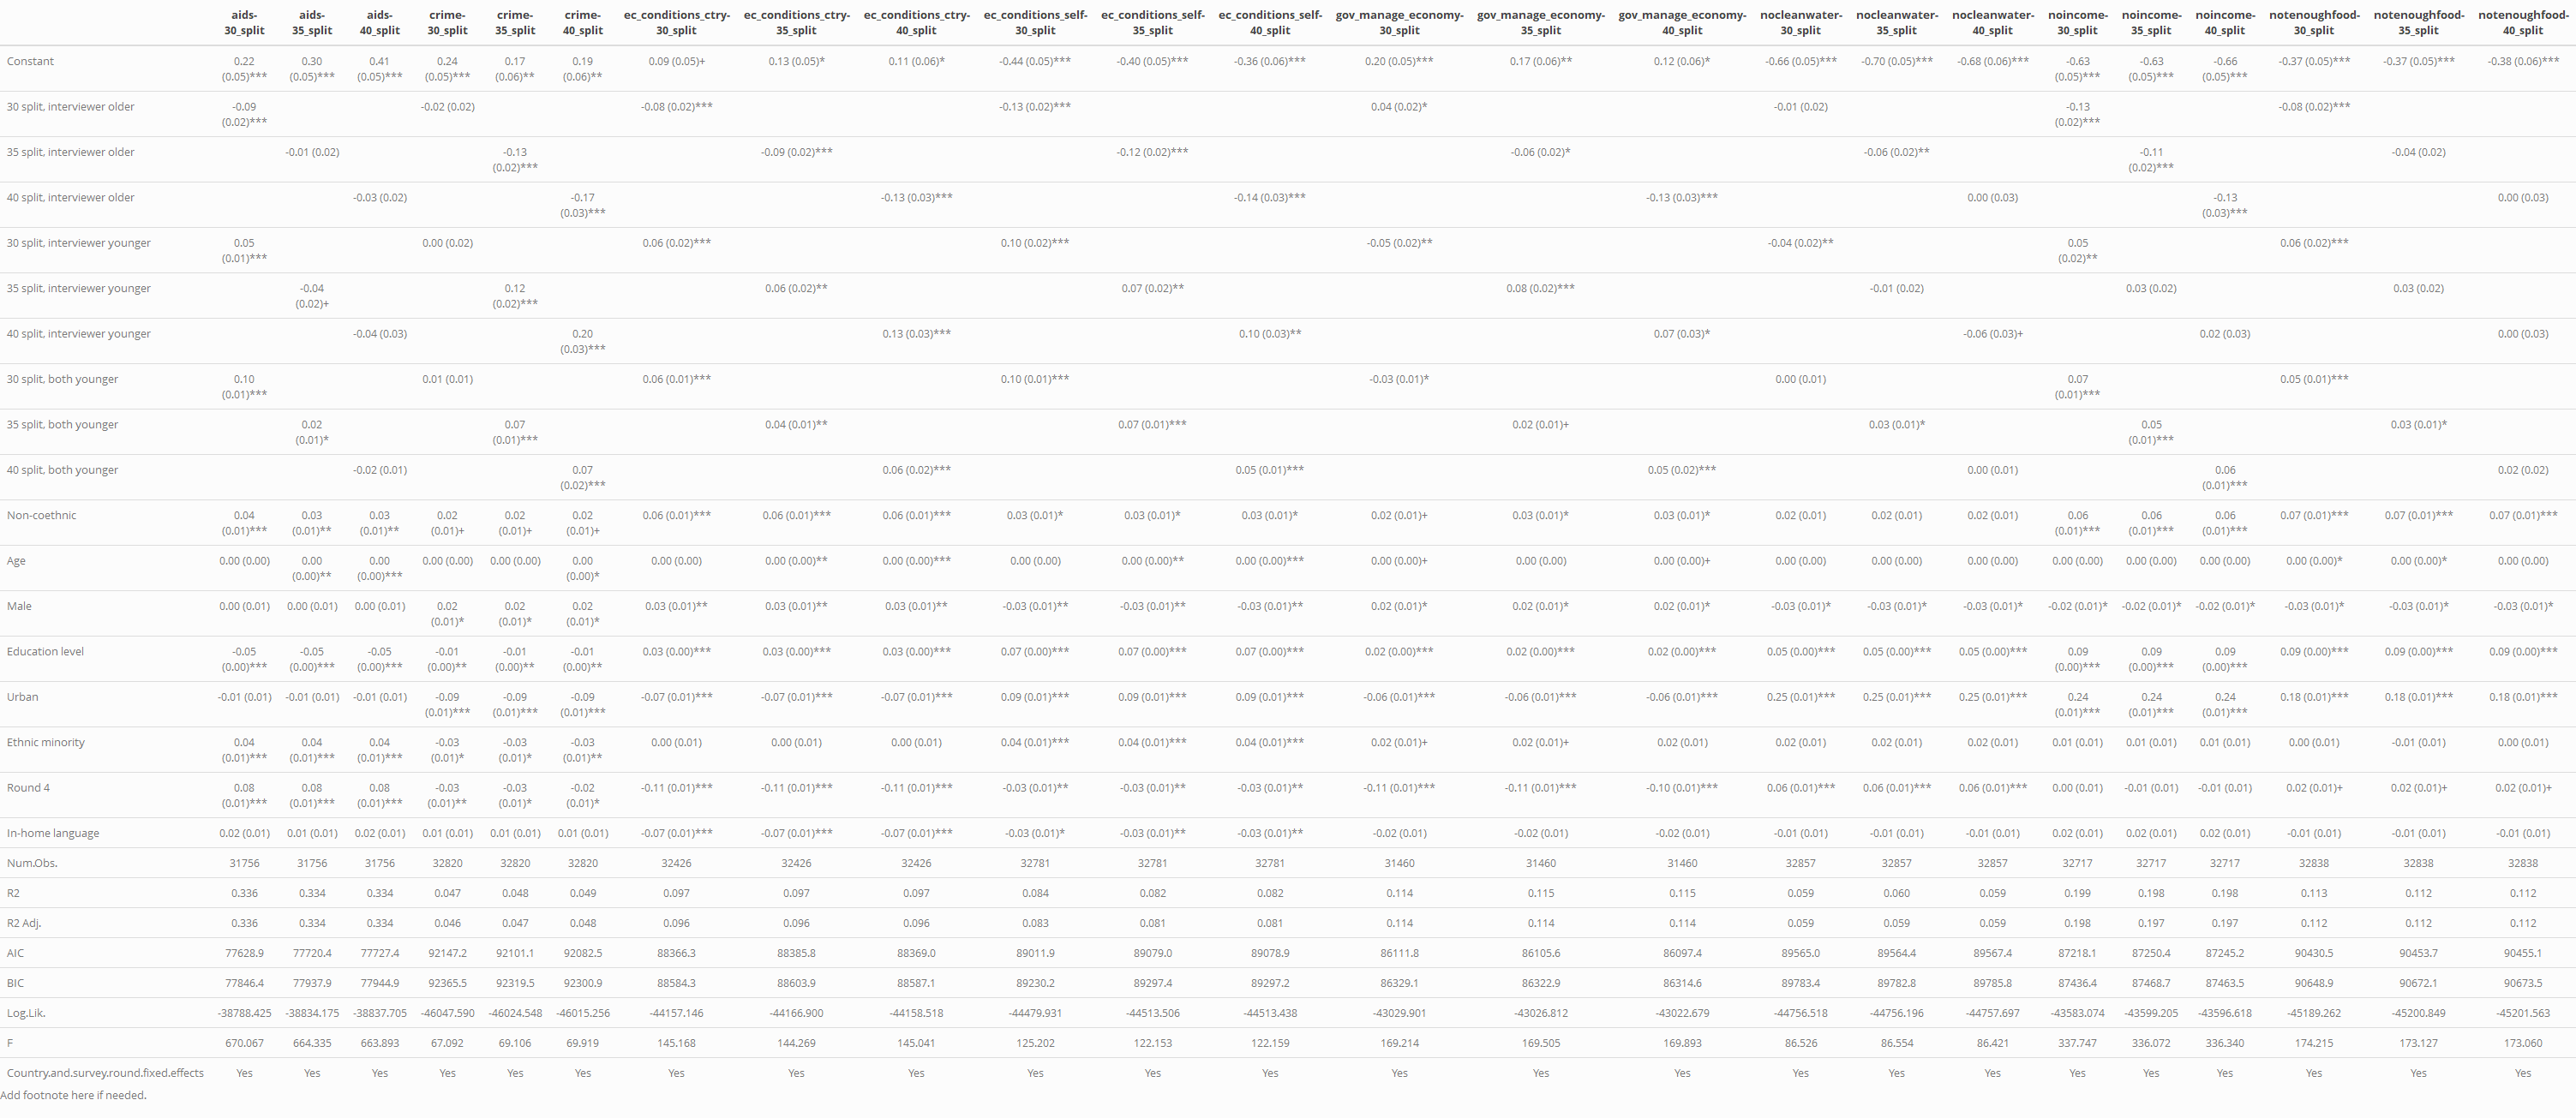 aids-30_split aids-35_split aids-40_split crime-30_split crime-35_split crime-40_split ec_conditions_ctry-30_split ec_conditions_ctry-35_split ec_conditions_ctry-40_split ec_conditions_self-30_split ec_conditions_self-35_split ec_conditions_self-40_split gov_manage_economy-30_split gov_manage_economy-35_split gov_manage_economy-40_split nocleanwater-30_split nocleanwater-35_split nocleanwater-40_split noincome-30_split noincome-35_split noincome-40_split notenoughfood-30_split notenoughfood-35_split notenoughfood-40_split
Constant 0.22 (0.05)*** 0.30 (0.05)*** 0.41 (0.05)*** 0.24 (0.05)*** 0.17 (0.06)** 0.19 (0.06)** 0.09 (0.05)+ 0.13 (0.05)* 0.11 (0.06)* -0.44 (0.05)*** -0.40 (0.05)*** -0.36 (0.06)*** 0.20 (0.05)*** 0.17 (0.06)** 0.12 (0.06)* -0.66 (0.05)*** -0.70 (0.05)*** -0.68 (0.06)*** -0.63 (0.05)*** -0.63 (0.05)*** -0.66 (0.05)*** -0.37 (0.05)*** -0.37 (0.05)*** -0.38 (0.06)***
30 split, interviewer older -0.09 (0.02)*** -0.02 (0.02) -0.08 (0.02)*** -0.13 (0.02)*** 0.04 (0.02)* -0.01 (0.02) -0.13 (0.02)*** -0.08 (0.02)***
35 split, interviewer older -0.01 (0.02) -0.13 (0.02)*** -0.09 (0.02)*** -0.12 (0.02)*** -0.06 (0.02)* -0.06 (0.02)** -0.11 (0.02)*** -0.04 (0.02)
40 split, interviewer older -0.03 (0.02) -0.17 (0.03)*** -0.13 (0.03)*** -0.14 (0.03)*** -0.13 (0.03)*** 0.00 (0.03) -0.13 (0.03)*** 0.00 (0.03)
30 split, interviewer younger 0.05 (0.01)*** 0.00 (0.02) 0.06 (0.02)*** 0.10 (0.02)*** -0.05 (0.02)** -0.04 (0.02)** 0.05 (0.02)** 0.06 (0.02)***
35 split, interviewer younger -0.04 (0.02)+ 0.12 (0.02)*** 0.06 (0.02)** 0.07 (0.02)** 0.08 (0.02)*** -0.01 (0.02) 0.03 (0.02) 0.03 (0.02)
40 split, interviewer younger -0.04 (0.03) 0.20 (0.03)*** 0.13 (0.03)*** 0.10 (0.03)** 0.07 (0.03)* -0.06 (0.03)+ 0.02 (0.03) 0.00 (0.03)
30 split, both younger 0.10 (0.01)*** 0.01 (0.01) 0.06 (0.01)*** 0.10 (0.01)*** -0.03 (0.01)* 0.00 (0.01) 0.07 (0.01)*** 0.05 (0.01)***
35 split, both younger 0.02 (0.01)* 0.07 (0.01)*** 0.04 (0.01)** 0.07 (0.01)*** 0.02 (0.01)+ 0.03 (0.01)* 0.05 (0.01)*** 0.03 (0.01)*
40 split, both younger -0.02 (0.01) 0.07 (0.02)*** 0.06 (0.02)*** 0.05 (0.01)*** 0.05 (0.02)*** 0.00 (0.01) 0.06 (0.01)*** 0.02 (0.02)
Non-coethnic 0.04 (0.01)*** 0.03 (0.01)** 0.03 (0.01)** 0.02 (0.01)+ 0.02 (0.01)+ 0.02 (0.01)+ 0.06 (0.01)*** 0.06 (0.01)*** 0.06 (0.01)*** 0.03 (0.01)* 0.03 (0.01)* 0.03 (0.01)* 0.02 (0.01)+ 0.03 (0.01)* 0.03 (0.01)* 0.02 (0.01) 0.02 (0.01) 0.02 (0.01) 0.06 (0.01)*** 0.06 (0.01)*** 0.06 (0.01)*** 0.07 (0.01)*** 0.07 (0.01)*** 0.07 (0.01)***
Age 0.00 (0.00) 0.00 (0.00)** 0.00 (0.00)*** 0.00 (0.00) 0.00 (0.00) 0.00 (0.00)* 0.00 (0.00) 0.00 (0.00)** 0.00 (0.00)*** 0.00 (0.00) 0.00 (0.00)** 0.00 (0.00)*** 0.00 (0.00)+ 0.00 (0.00) 0.00 (0.00)+ 0.00 (0.00) 0.00 (0.00) 0.00 (0.00) 0.00 (0.00) 0.00 (0.00) 0.00 (0.00) 0.00 (0.00)* 0.00 (0.00)* 0.00 (0.00)
Male 0.00 (0.01) 0.00 (0.01) 0.00 (0.01) 0.02 (0.01)* 0.02 (0.01)* 0.02 (0.01)* 0.03 (0.01)** 0.03 (0.01)** 0.03 (0.01)** -0.03 (0.01)** -0.03 (0.01)** -0.03 (0.01)** 0.02 (0.01)* 0.02 (0.01)* 0.02 (0.01)* -0.03 (0.01)* -0.03 (0.01)* -0.03 (0.01)* -0.02 (0.01)* -0.02 (0.01)* -0.02 (0.01)* -0.03 (0.01)* -0.03 (0.01)* -0.03 (0.01)*
Education level -0.05 (0.00)*** -0.05 (0.00)*** -0.05 (0.00)*** -0.01 (0.00)** -0.01 (0.00)** -0.01 (0.00)** 0.03 (0.00)*** 0.03 (0.00)*** 0.03 (0.00)*** 0.07 (0.00)*** 0.07 (0.00)*** 0.07 (0.00)*** 0.02 (0.00)*** 0.02 (0.00)*** 0.02 (0.00)*** 0.05 (0.00)*** 0.05 (0.00)*** 0.05 (0.00)*** 0.09 (0.00)*** 0.09 (0.00)*** 0.09 (0.00)*** 0.09 (0.00)*** 0.09 (0.00)*** 0.09 (0.00)***
Urban -0.01 (0.01) -0.01 (0.01) -0.01 (0.01) -0.09 (0.01)*** -0.09 (0.01)*** -0.09 (0.01)*** -0.07 (0.01)*** -0.07 (0.01)*** -0.07 (0.01)*** 0.09 (0.01)*** 0.09 (0.01)*** 0.09 (0.01)*** -0.06 (0.01)*** -0.06 (0.01)*** -0.06 (0.01)*** 0.25 (0.01)*** 0.25 (0.01)*** 0.25 (0.01)*** 0.24 (0.01)*** 0.24 (0.01)*** 0.24 (0.01)*** 0.18 (0.01)*** 0.18 (0.01)*** 0.18 (0.01)***
Ethnic minority 0.04 (0.01)*** 0.04 (0.01)*** 0.04 (0.01)*** -0.03 (0.01)* -0.03 (0.01)* -0.03 (0.01)** 0.00 (0.01) 0.00 (0.01) 0.00 (0.01) 0.04 (0.01)*** 0.04 (0.01)*** 0.04 (0.01)*** 0.02 (0.01)+ 0.02 (0.01)+ 0.02 (0.01) 0.02 (0.01) 0.02 (0.01) 0.02 (0.01) 0.01 (0.01) 0.01 (0.01) 0.01 (0.01) 0.00 (0.01) -0.01 (0.01) 0.00 (0.01)
Round 4 0.08 (0.01)*** 0.08 (0.01)*** 0.08 (0.01)*** -0.03 (0.01)** -0.03 (0.01)* -0.02 (0.01)* -0.11 (0.01)*** -0.11 (0.01)*** -0.11 (0.01)*** -0.03 (0.01)** -0.03 (0.01)** -0.03 (0.01)** -0.11 (0.01)*** -0.11 (0.01)*** -0.10 (0.01)*** 0.06 (0.01)*** 0.06 (0.01)*** 0.06 (0.01)*** 0.00 (0.01) -0.01 (0.01) -0.01 (0.01) 0.02 (0.01)+ 0.02 (0.01)+ 0.02 (0.01)+
In-home language 0.02 (0.01) 0.01 (0.01) 0.02 (0.01) 0.01 (0.01) 0.01 (0.01) 0.01 (0.01) -0.07 (0.01)*** -0.07 (0.01)*** -0.07 (0.01)*** -0.03 (0.01)* -0.03 (0.01)** -0.03 (0.01)** -0.02 (0.01) -0.02 (0.01) -0.02 (0.01) -0.01 (0.01) -0.01 (0.01) -0.01 (0.01) 0.02 (0.01) 0.02 (0.01) 0.02 (0.01) -0.01 (0.01) -0.01 (0.01) -0.01 (0.01)
Num.Obs. 31756 31756 31756 32820 32820 32820 32426 32426 32426 32781 32781 32781 31460 31460 31460 32857 32857 32857 32717 32717 32717 32838 32838 32838
R2 0.336 0.334 0.334 0.047 0.048 0.049 0.097 0.097 0.097 0.084 0.082 0.082 0.114 0.115 0.115 0.059 0.060 0.059 0.199 0.198 0.198 0.113 0.112 0.112
R2 Adj. 0.336 0.334 0.334 0.046 0.047 0.048 0.096 0.096 0.096 0.083 0.081 0.081 0.114 0.114 0.114 0.059 0.059 0.059 0.198 0.197 0.197 0.112 0.112 0.112
AIC 77628.9 77720.4 77727.4 92147.2 92101.1 92082.5 88366.3 88385.8 88369.0 89011.9 89079.0 89078.9 86111.8 86105.6 86097.4 89565.0 89564.4 89567.4 87218.1 87250.4 87245.2 90430.5 90453.7 90455.1
BIC 77846.4 77937.9 77944.9 92365.5 92319.5 92300.9 88584.3 88603.9 88587.1 89230.2 89297.4 89297.2 86329.1 86322.9 86314.6 89783.4 89782.8 89785.8 87436.4 87468.7 87463.5 90648.9 90672.1 90673.5
Log.Lik. -38788.425 -38834.175 -38837.705 -46047.590 -46024.548 -46015.256 -44157.146 -44166.900 -44158.518 -44479.931 -44513.506 -44513.438 -43029.901 -43026.812 -43022.679 -44756.518 -44756.196 -44757.697 -43583.074 -43599.205 -43596.618 -45189.262 -45200.849 -45201.563
F 670.067 664.335 663.893 67.092 69.106 69.919 145.168 144.269 145.041 125.202 122.153 122.159 169.214 169.505 169.893 86.526 86.554 86.421 337.747 336.072 336.340 174.215 173.127 173.060
Country.and.survey.round.fixed.effects Yes Yes Yes Yes Yes Yes Yes Yes Yes Yes Yes Yes Yes Yes Yes Yes Yes Yes Yes Yes Yes Yes Yes Yes
Add footnote here if needed.